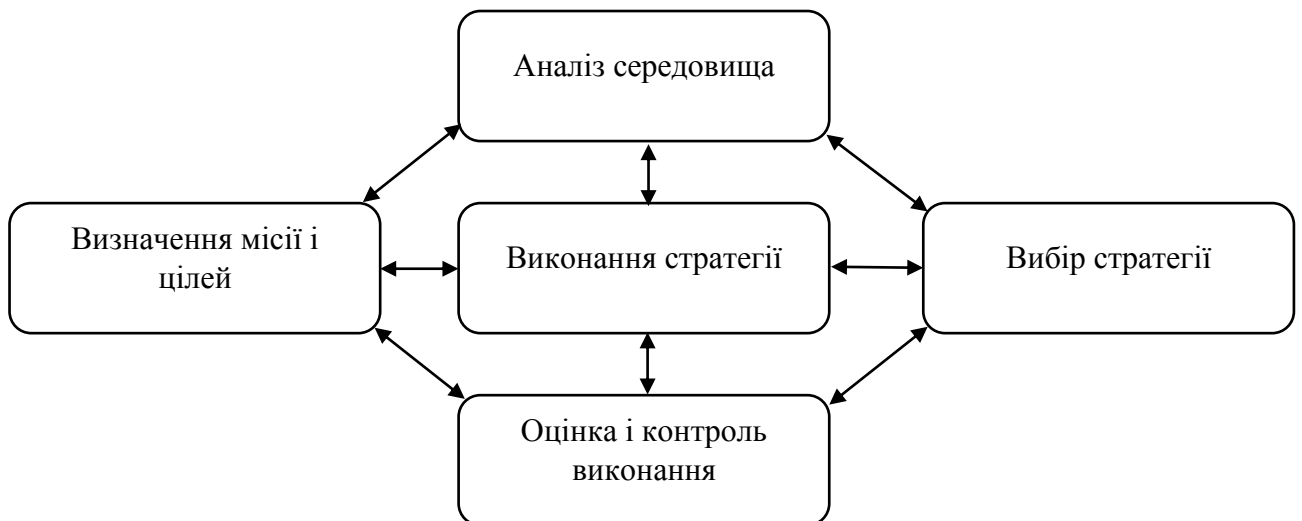 Аналіз середовища
Визначення місії і
цілей
Виконання стратегії
Вибір стратегії
Оцінка і контроль
виконання